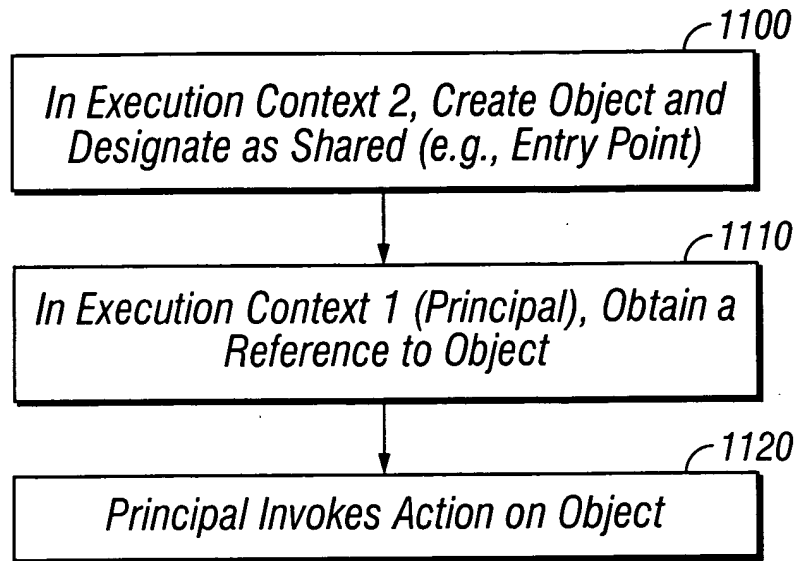 1100
In Execution Context 2, Create Object and
Designate as Shared (e.g., Entry Point)
1110
In Execution Context 1 (Principal), Obtain a
Reference to Object
1120
Principal Invokes Action on Object